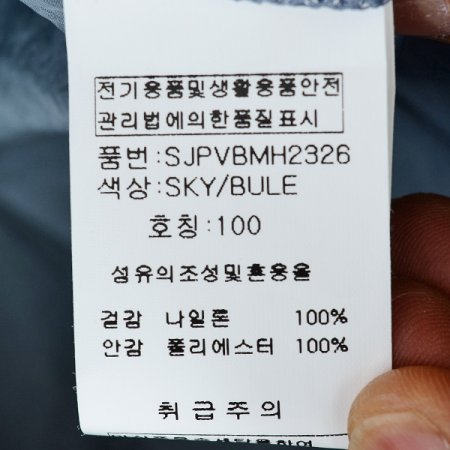 전기용품및생활용품안전
관리법에의한품질표시
품번:SJPVBMH2326
색상:SKY/BULE
호칭:100
섬유의조성및혼용율
겉감 나일론 100%
안감 폴리에스터 100%
취급주의